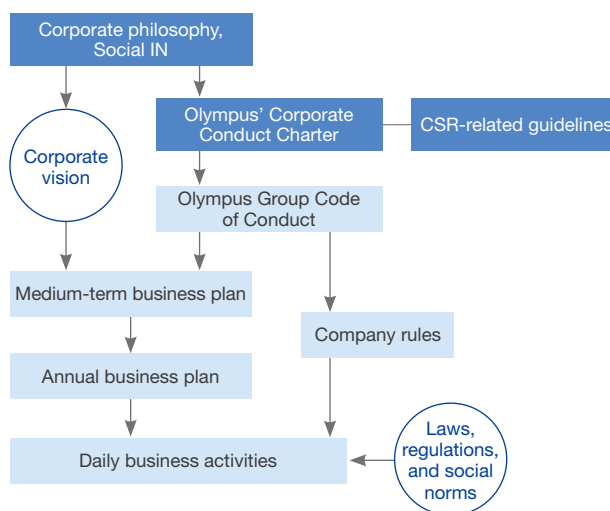 Corporate philosophy,
Social IN
Olympus’ Corporate
Conduct Charter
CSR-related guidelines
Corporate
vision
Olympus Group Code
of Conduct
Medium-term business plan
Company rules
Annual business plan
Daily business activities
Laws,
regulations,
and social
norms